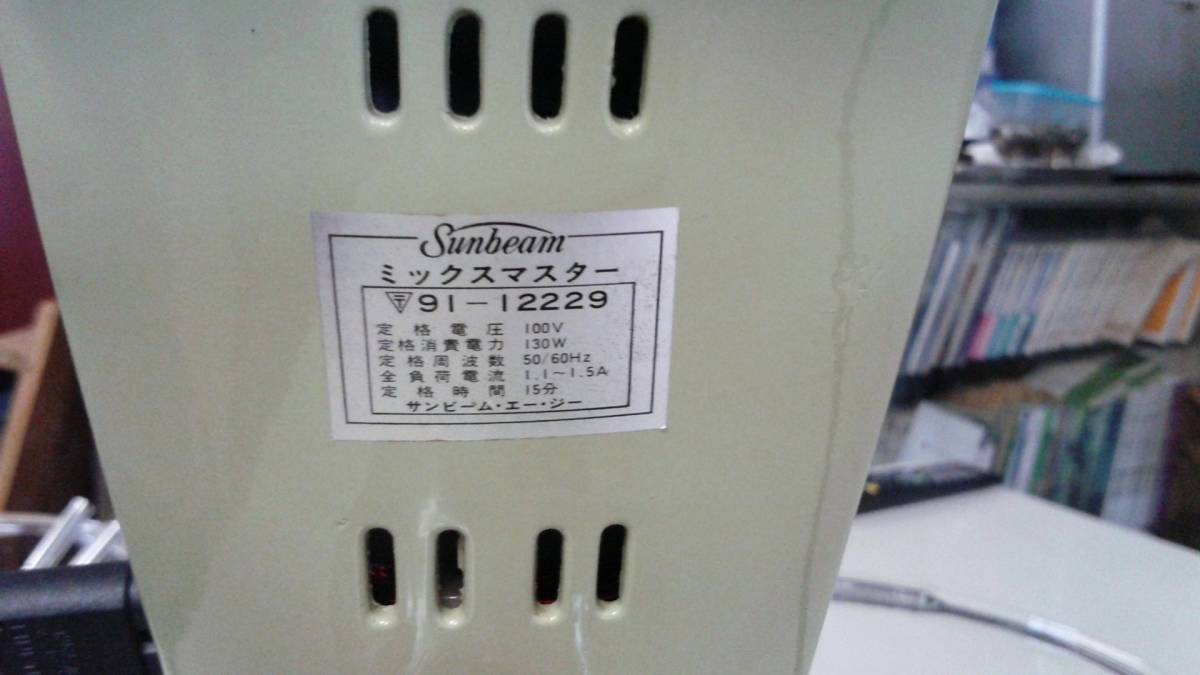 Sunbeam
ミックスマスター
〒91-12229
定格電圧 100V
定格消費電力 130W
定格周波数 50/60Hz
全負荷電流 1.1~1.5A
定格時間 15分
サンビーム・エー・ジー